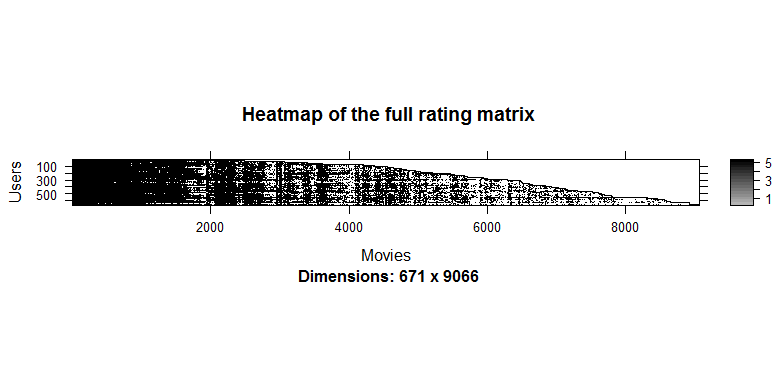 Heatmap of the full rating matrix
Users
100
300
500
5
3
1
2000 4000 6000 8000
Movies
Dimensions: 671 x 9066